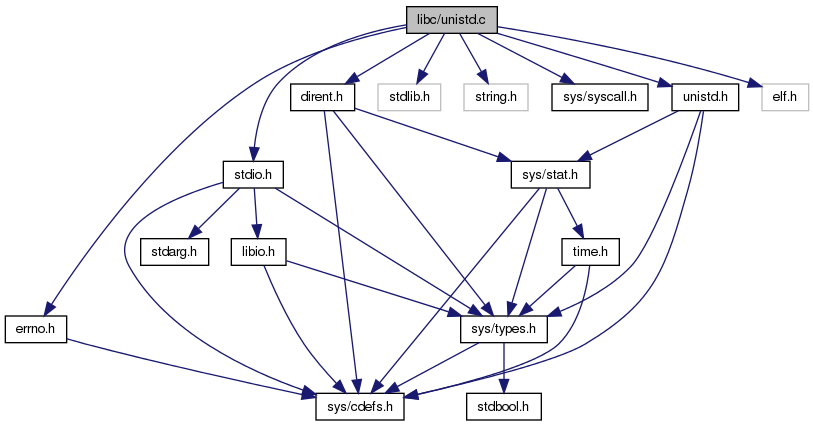 libc/unistd.c
dirent.h
stdlib.h
string.h
sys/syscall.h
unistd.h
elf.h
stdio.h
sys/stat.h
stdarg.h
libio.h
time.h
errno.h
sys/types.h
sys/cdefs.h
stdbool.h